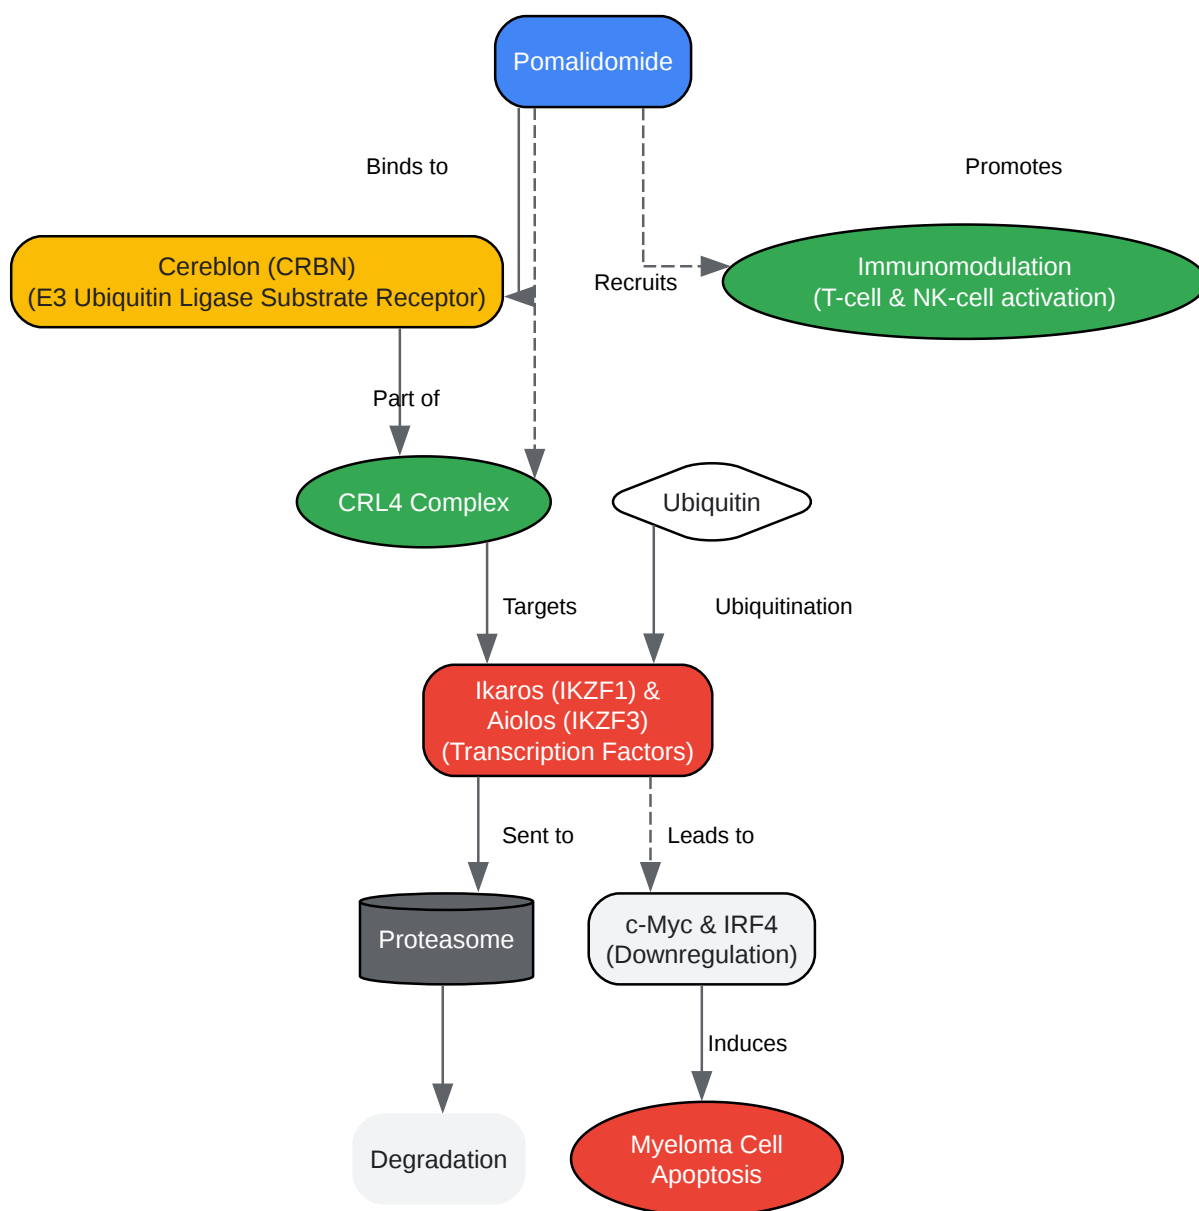 Pomalidomide
Binds to
Promotes
Cereblon (CRBN)
(E3 Ubiquitin Ligase Substrate Receptor)
Recruits
Immunomodulation
(T-cell & NK-cell activation)
Part of
CRL4 Complex
Ubiquitin
Targets
Ubiquitination
Ikaros (IKZF1) &
Aiolos (IKZF3)
(Transcription Factors)
Sent to
Leads to
Proteasome
c-Myc & IRF4
(Downregulation)
Induces
Degradation
Myeloma Cell
Apoptosis